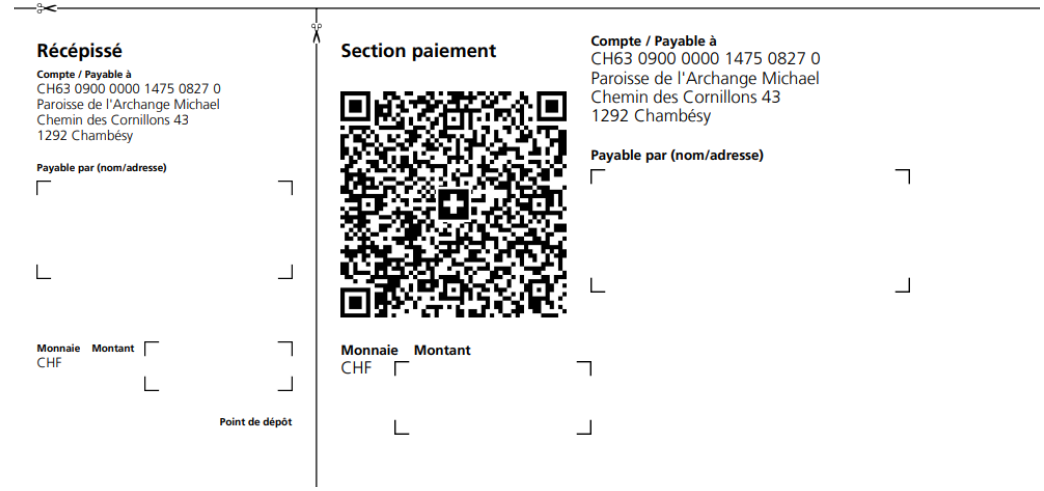 Récépissé
Compte / Payable à
CH63 0900 0000 1475 0827 0
Paroisse de l'Archange Michael
Chemin des Cornillons 43
1292 Chambésy
Payable par (nom/adresse)
Monnaie Montant
CHF
Point de dépôt
Section paiement
Monnaie Montant
CHF
Compte / Payable à
CH63 0900 0000 1475 0827 0
Paroisse de l'Archange Michael
Chemin des Cornillons 43
1292 Chambésy
Payable par (nom/adresse)